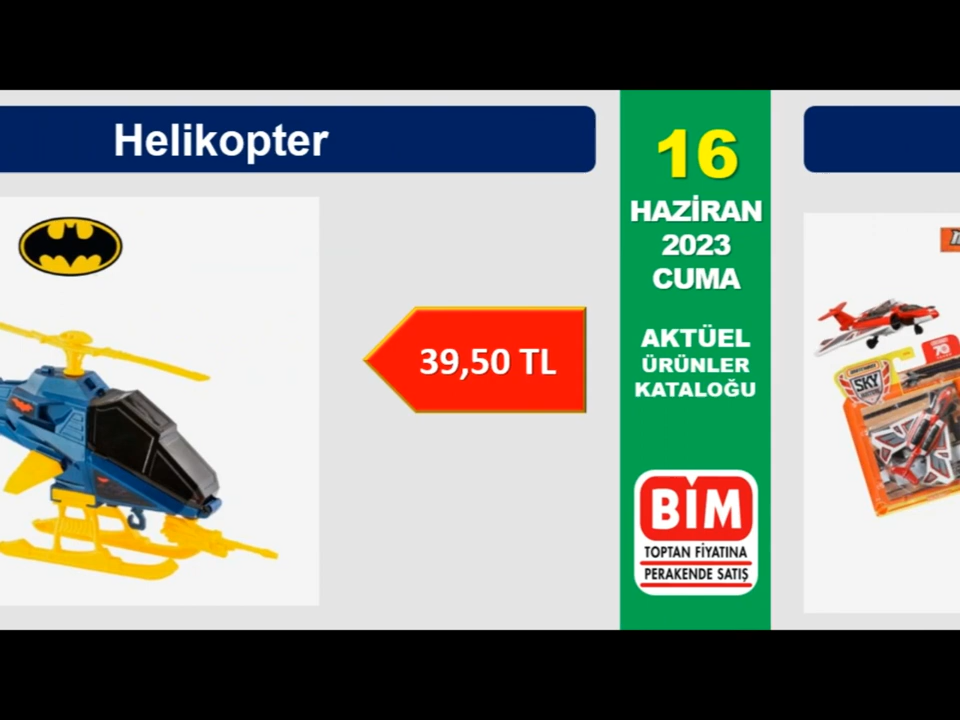 Helikopter
39,50 TL
16
HAZİRAN
2023
CUMA
AKTÜEL
ÜRÜNLER
KATALOĞU
BİM
TOPTAN FİYATINA
PERAKENDE SATIŞ
SKY
70